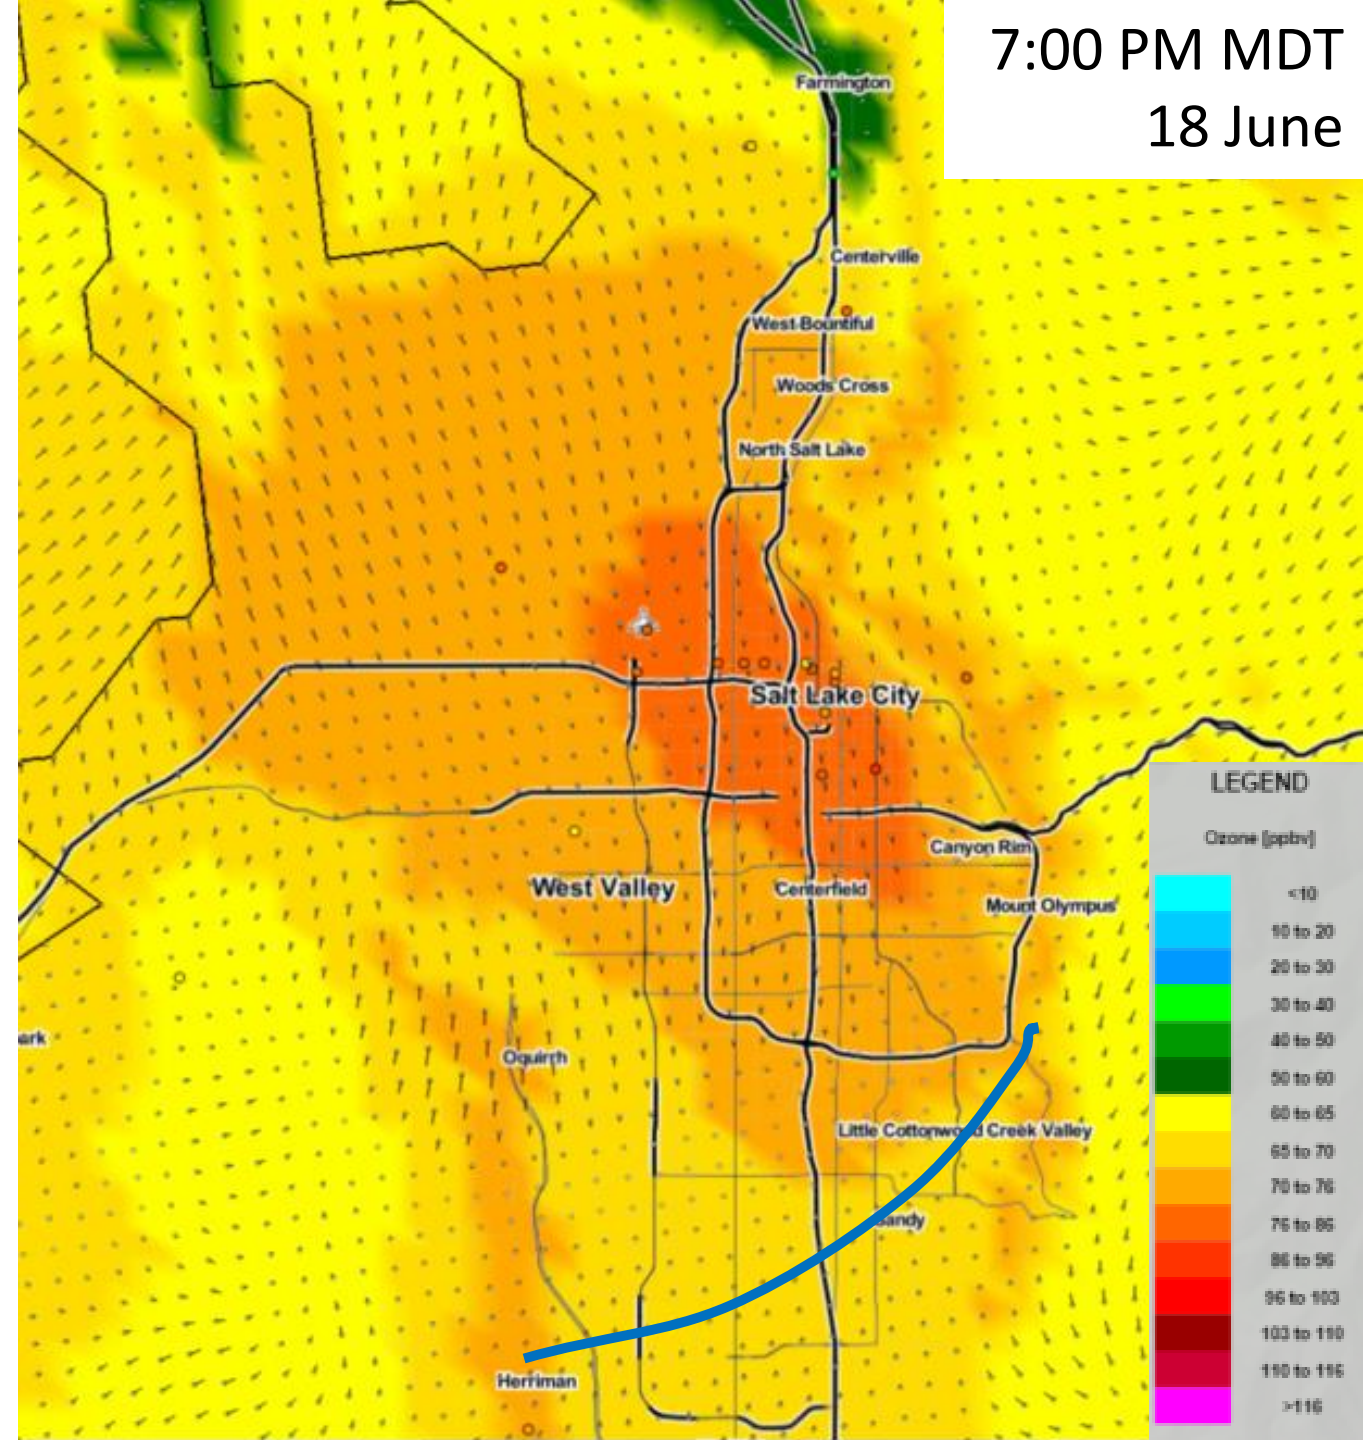 7:00 PM MDT
18 June
Farmington
Centerville
West Bountiful
Woods Cross
North Salt Lake
Salt Lake City
Canyon Rim
West Valley
Centerfield
Mount Olympus
ark
Oquirrh
Little Cottonwood Creek Valley
Sandy
Herriman
LEGEND
Ozone [ppbv]
<10
10 to 20
20 to 30
30 to 40
40 to 50
50 to 60
60 to 65
65 to 70
70 to 76
76 to 86
86 to 96
96 to 103
103 to 110
110 to 116
>116